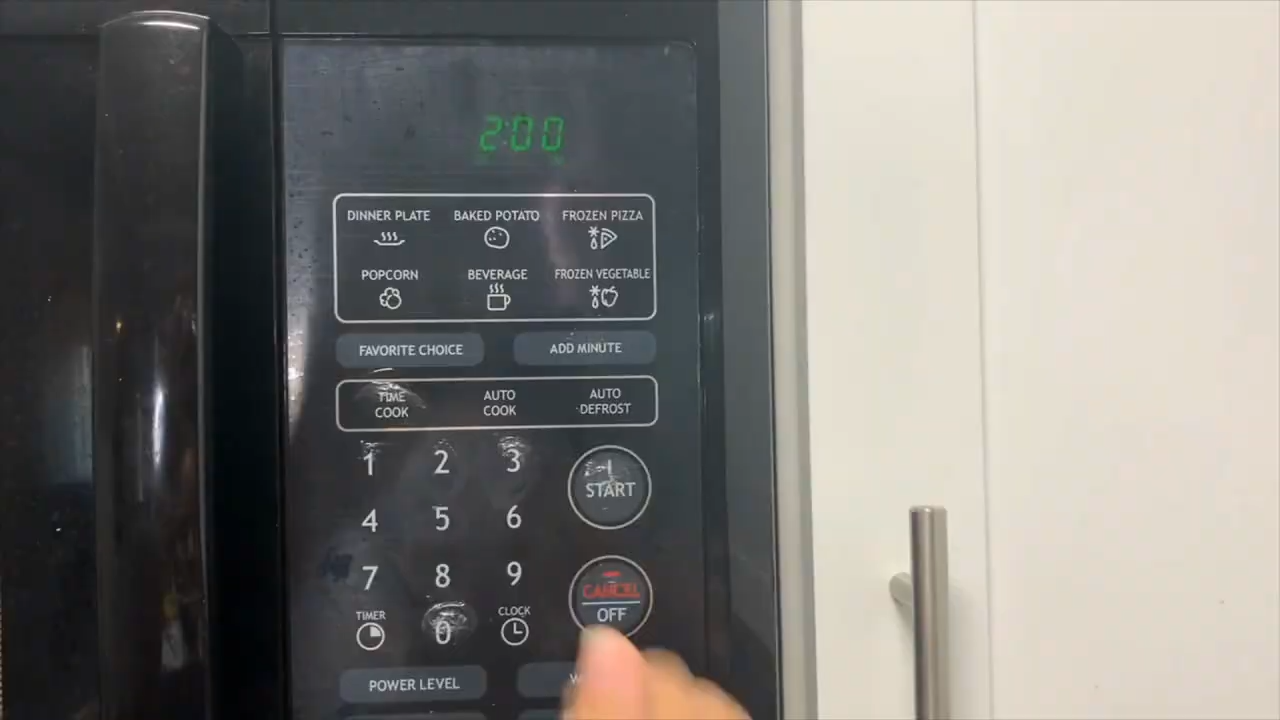 2:00
DINNER PLATE BAKED POTATO FROZEN PIZZA
POPCORN BEVERAGE FROZEN VEGETABLE
FAVORITE CHOICE ADD MINUTE
TIME COOK AUTO COOK AUTO DEFROST
1 2 3
START
4 5 6
7 8 9
CANCEL
OFF
TIMER 0 CLOCK
POWER LEVEL